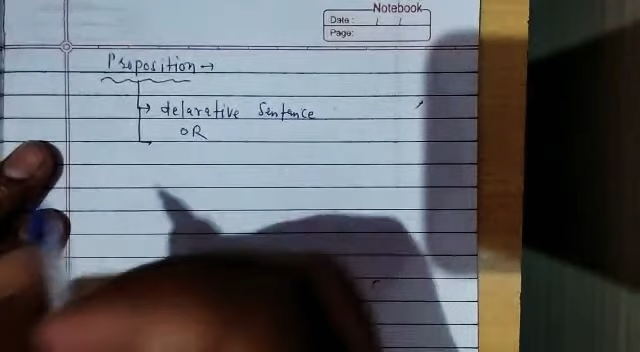 Notebook
Date : / /
Page:
Proposition →
→ delarative Sentence
OR